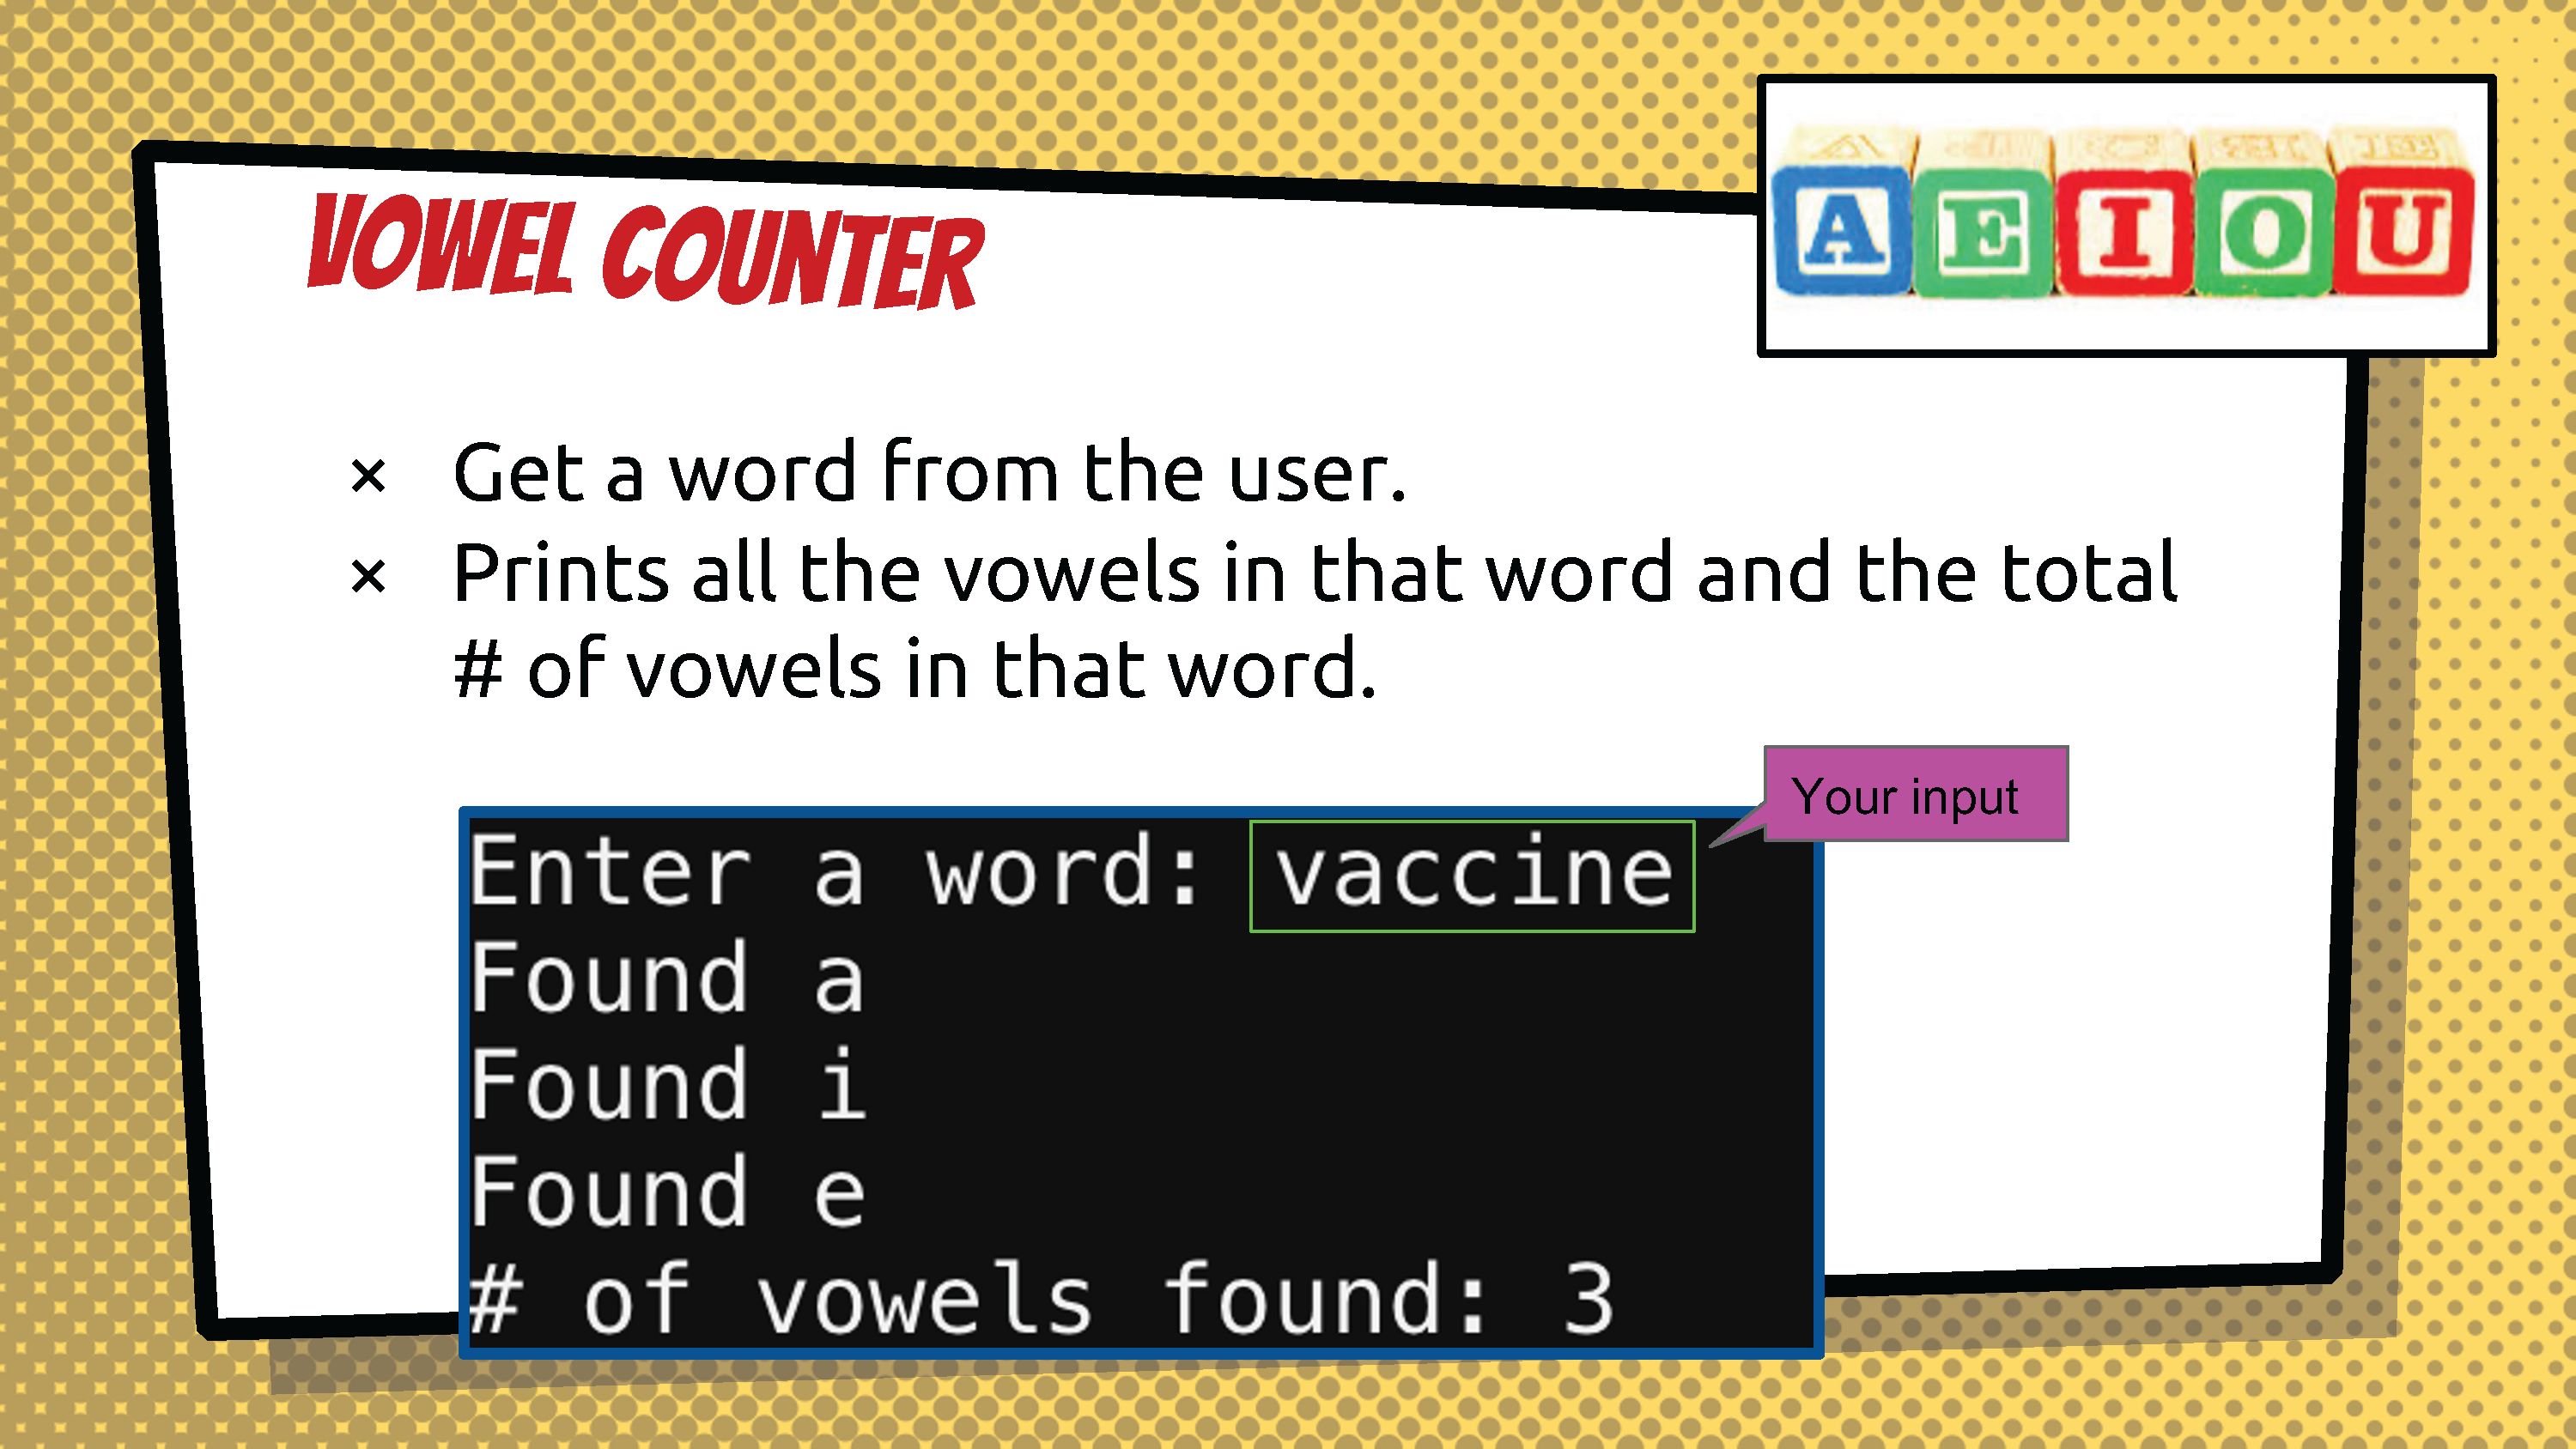 VOWEL COUNTER
A E I O U
× Get a word from the user.
× Prints all the vowels in that word and the total
# of vowels in that word.
Your input
Enter a word: vaccine
Found a
Found i
Found e
# of vowels found: 3